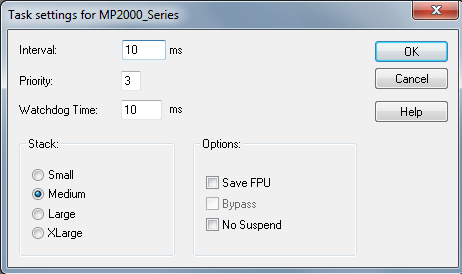 Task settings for MP2000_Series
Interval: 10 ms
OK
Priority: 3
Cancel
Watchdog Time: 10 ms
Help
Stack:
Small
Medium
Large
XLarge
Options:
Save FPU
Bypass
No Suspend